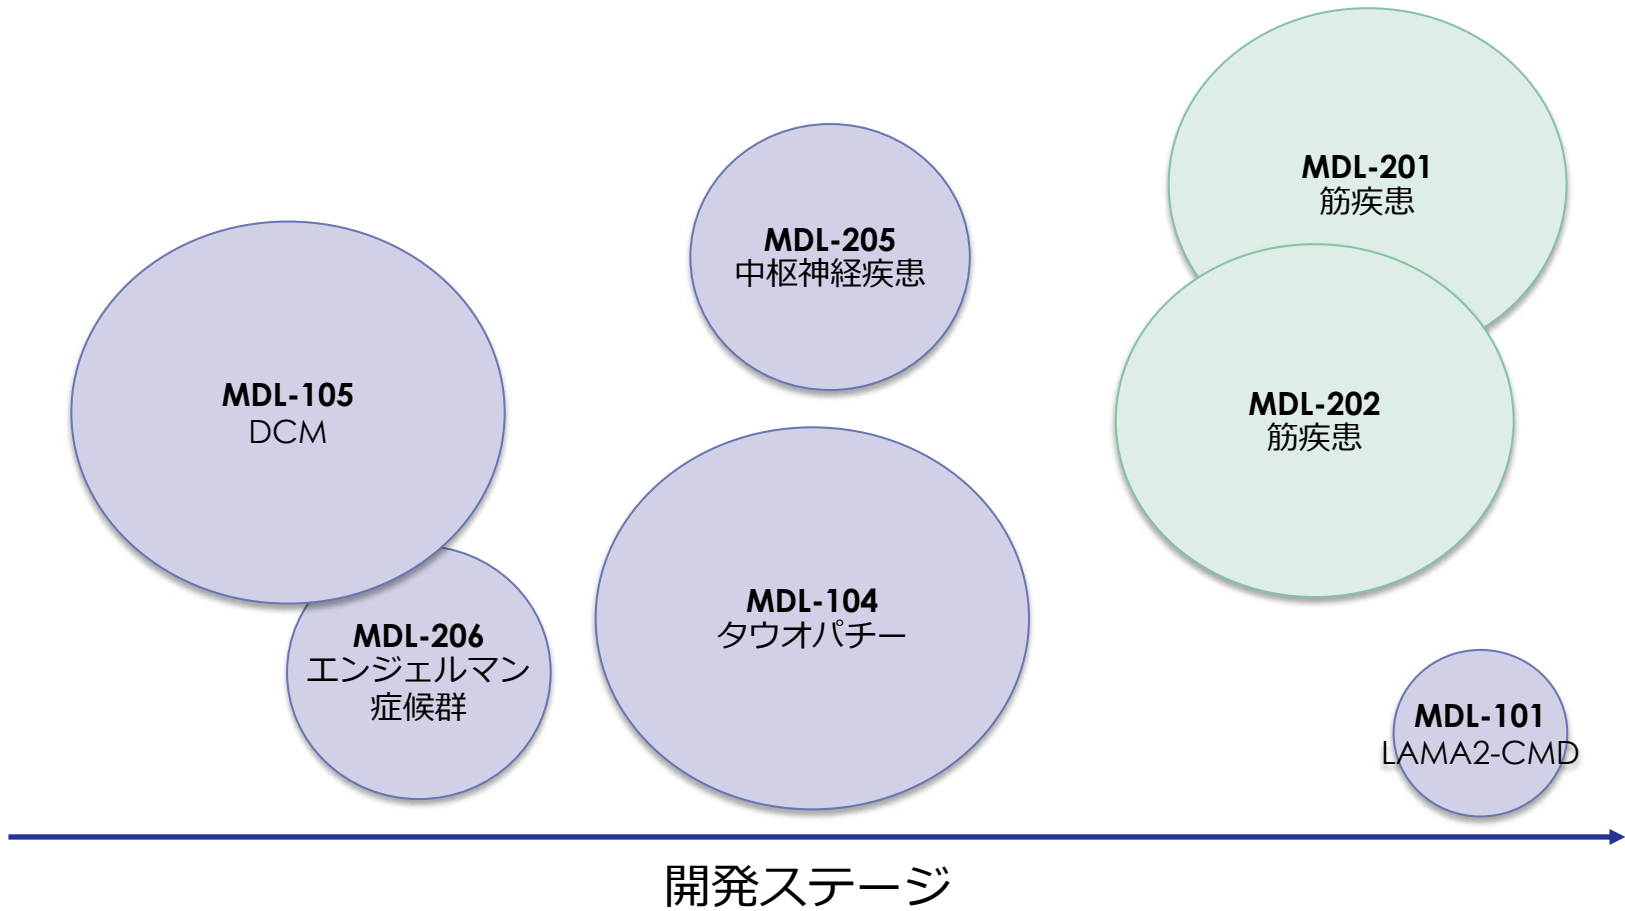 MDL-201
筋疾患
MDL-205
中枢神経疾患
MDL-105
DCM
MDL-202
筋疾患
MDL-104
タウオパチー
MDL-206
エンジェルマン
症候群
MDL-101
LAMA2-CMD
開発ステージ